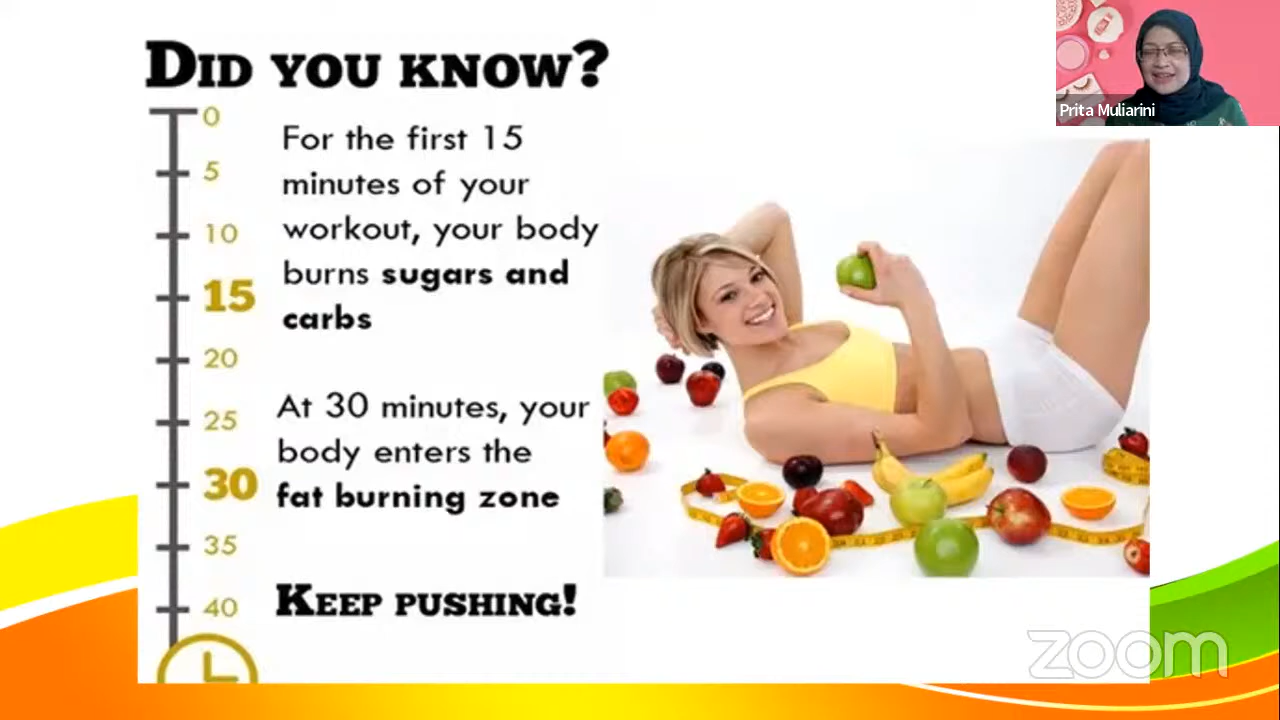 DID YOU KNOW?
0
5
10
15
20
25
30
35
40
For the first 15
minutes of your
workout, your body
burns sugars and
carbs
At 30 minutes, your
body enters the
fat burning zone
KEEP PUSHING!
Prita Muliarini
zoom